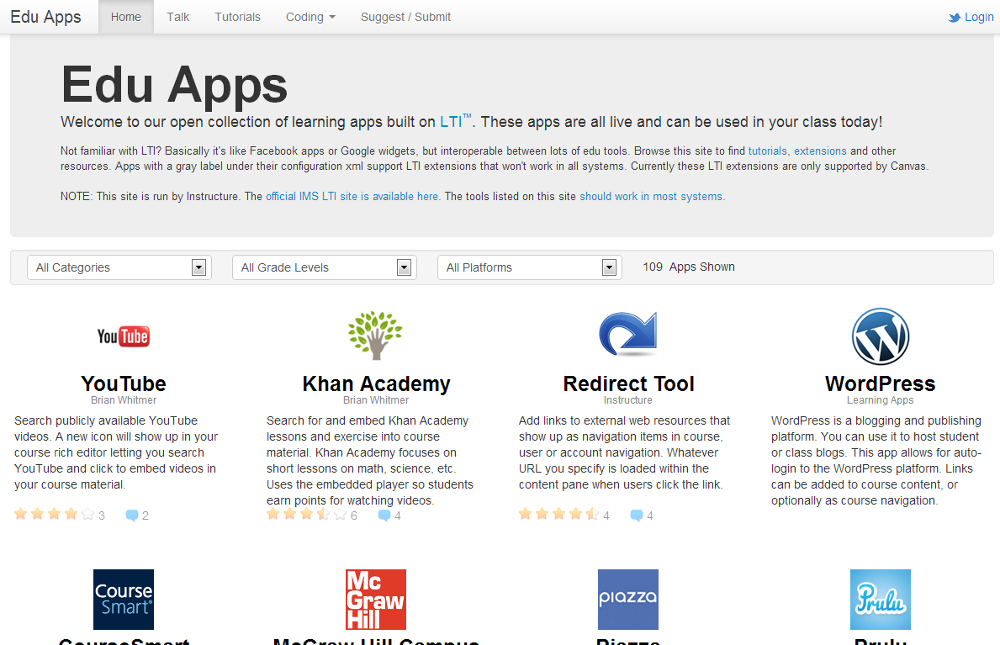 Edu Apps Home Talk Tutorials Coding Suggest / Submit Login
Edu Apps
Welcome to our open collection of learning apps built on LTI™. These apps are all live and can be used in your class today!
Not familiar with LTI? Basically it's like Facebook apps or Google widgets, but interoperable between lots of edu tools. Browse this site to find tutorials, extensions and other
resources. Apps with a gray label under their configuration xml support LTI extensions that won't work in all systems. Currently these LTI extensions are only supported by Canvas.
NOTE: This site is run by Instructure. The official IMS LTI site is available here. The tools listed on this site should work in most systems.
All Categories All Grade Levels All Platforms 109 Apps Shown
YouTube
YouTube
Brian Whitmer
Search publicly available YouTube
videos. A new icon will show up in your
course rich editor letting you search
YouTube and click to embed videos in
your course material.
3 2
Khan Academy
Brian Whitmer
Search for and embed Khan Academy
lessons and exercise into course
material. Khan Academy focuses on
short lessons on math, science, etc.
Uses the embedded player so students
earn points for watching videos.
6 4
Redirect Tool
Instructure
Add links to external web resources that
show up as navigation items in course,
user or account navigation. Whatever
URL you specify is loaded within the
content pane when users click the link.
4 4
W
WordPress
Learning Apps
WordPress is a blogging and publishing
platform. You can use it to host student
or class blogs. This app allows for auto-
login to the WordPress platform. Links
can be added to course content, or
optionally as course navigation.
Course
Smart®
CourseSmart
Mc
Graw
Hill
McGraw Hill Campus
piazza
Piazza
Prulu
Prulu